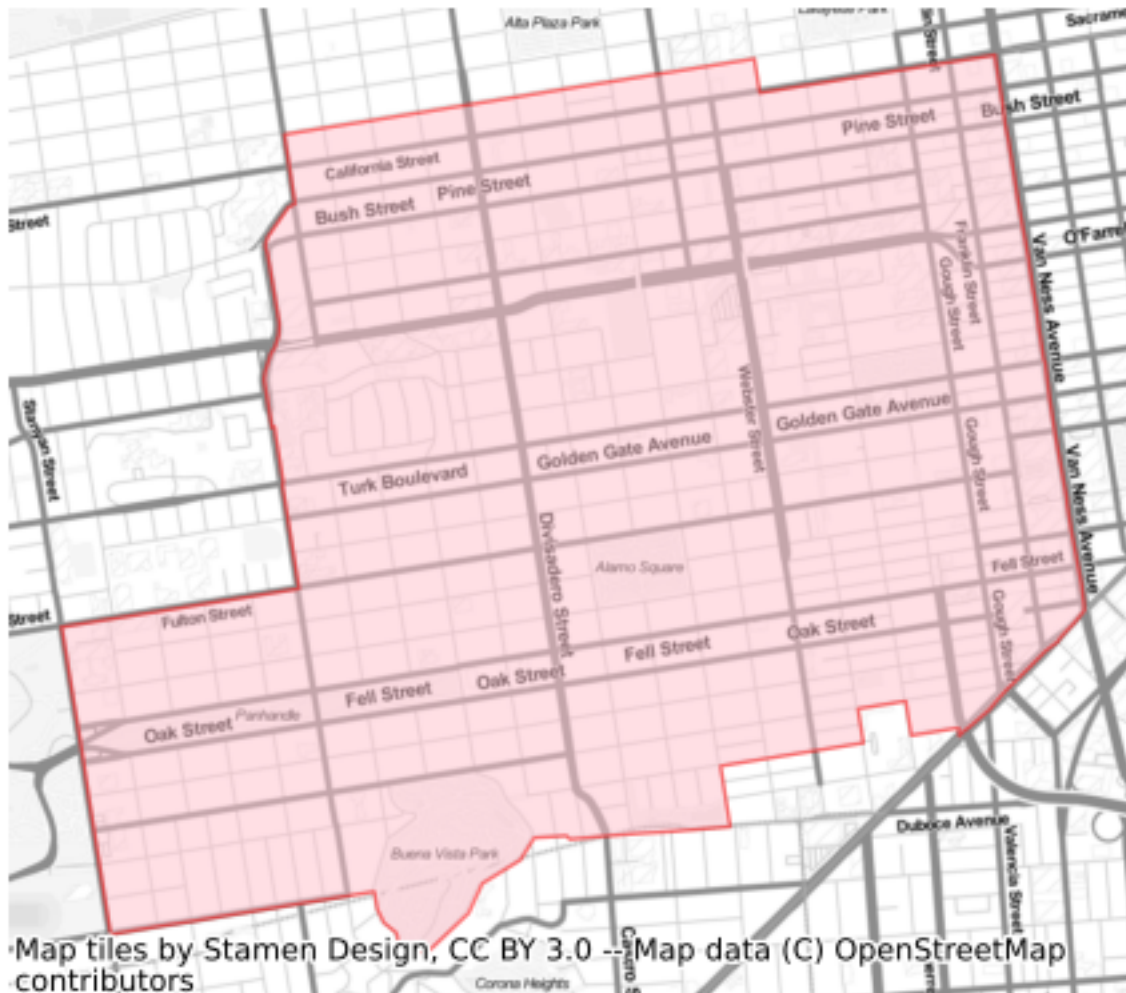 Alta Plaza Park
Lafayette Park
Street
Sacrame
Bush Street
Pine Street
California Street
Pine Street
Bush Street
Street
O'Farrel
Van Ness Avenue
Franklin Street
Gough Street
Webster Street
Golden Gate Avenue
Golden Gate Avenue
Turk Boulevard
Stanyan Street
Gough Street
Van Ness Avenue
Divisadero Street
Alamo Square
Fell Street
Street
Fulton Street
Gough Street
Oak Street
Fell Street
Oak Street
Fell Street
Oak Street
Panhandle
Buena Vista Park
Duboce Avenue
Valencia Street
Map tiles by Stamen Design, CC BY 3.0 -- Map data (C) OpenStreetMap
contributors
Castro S
Corona Heights